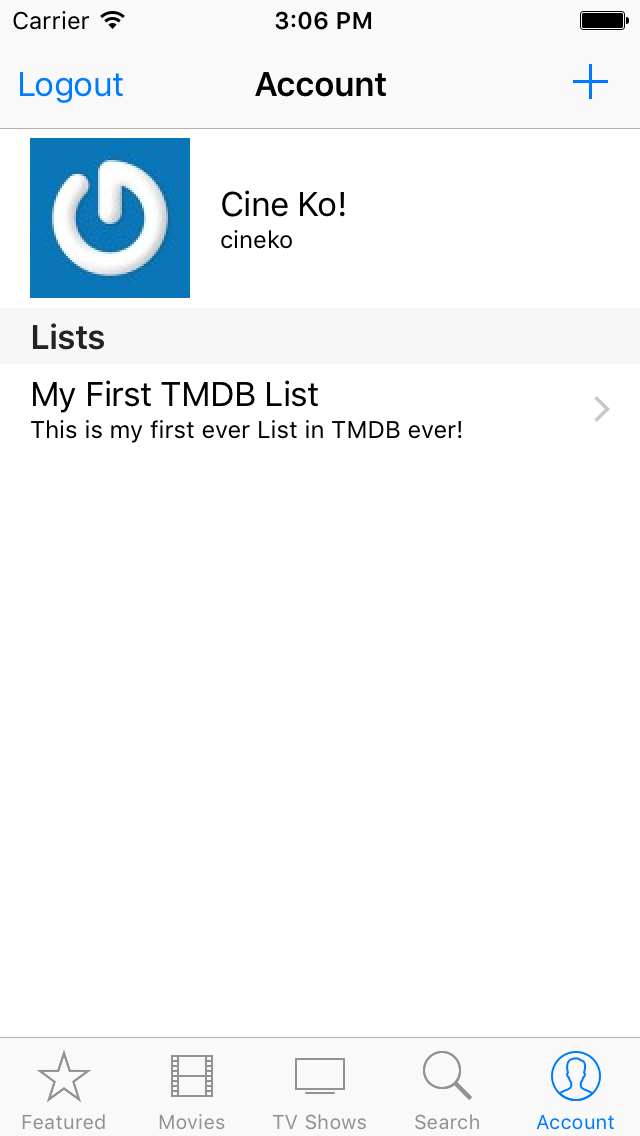 Carrier 3:06 PM
Logout Account
Cine Ko!
cineko
Lists
My First TMDB List
This is my first ever List in TMDB ever!
Featured Movies TV Shows Search Account